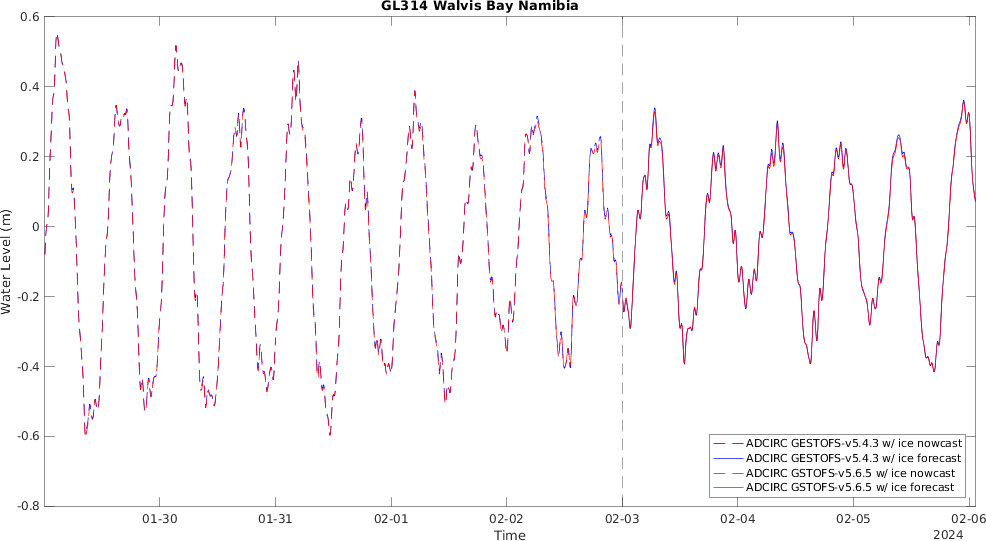 GL314 Walvis Bay Namibia
0.6
0.4
0.2
0
-0.2
-0.4
-0.6
-0.8
Water Level (m)
01-30
01-31
02-01
02-02
02-03
02-04
02-05
02-06
Time
2024
ADCIRC GESTOFS-v5.4.3 w/ ice nowcast
ADCIRC GESTOFS-v5.4.3 w/ ice forecast
ADCIRC GSTOFS-v5.6.5 w/ ice nowcast
ADCIRC GSTOFS-v5.6.5 w/ ice forecast